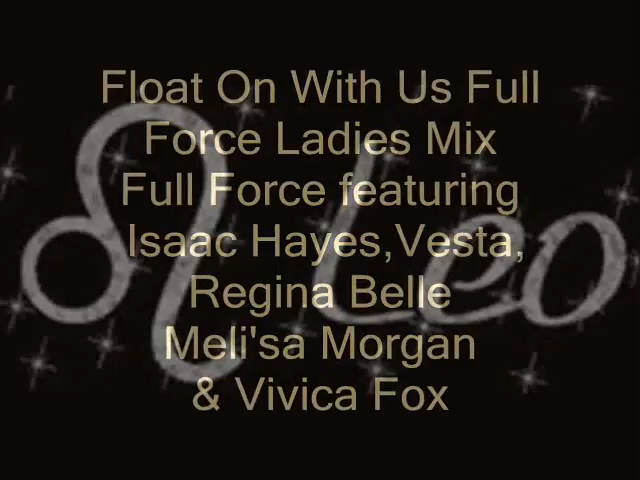 Float On With Us Full
Force Ladies Mix
Full Force featuring
Isaac Hayes,Vesta,
Regina Belle
Meli'sa Morgan
& Vivica Fox
Leo